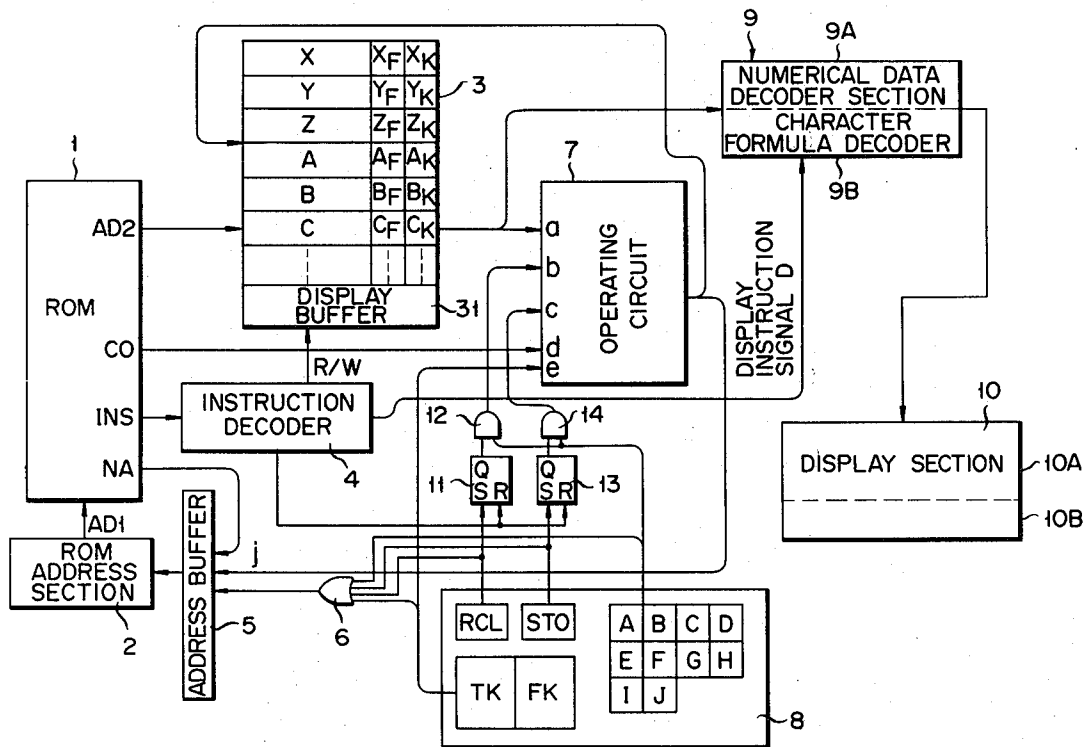 1
ROM
AD2
CO
INS
NA
AD1
ROM
ADDRESS
SECTION
2
ADDRESS BUFFER
5
j
6
X XF XK
Y YF YK
Z ZF ZK
A AF AK
B BF BK
C CF CK
DISPLAY
BUFFER
3
31
R/W
INSTRUCTION
DECODER
4
7
a
b
c
d
e
OPERATING
CIRCUIT
12
14
Q
S R
11
Q
S R
13
DISPLAY
INSTRUCTION
SIGNAL D
9
9A
NUMERICAL DATA
DECODER SECTION
CHARACTER
FORMULA DECODER
9B
10
DISPLAY SECTION
10A
10B
RCL
STO
TK
FK
A B C D
E F G H
I J
8